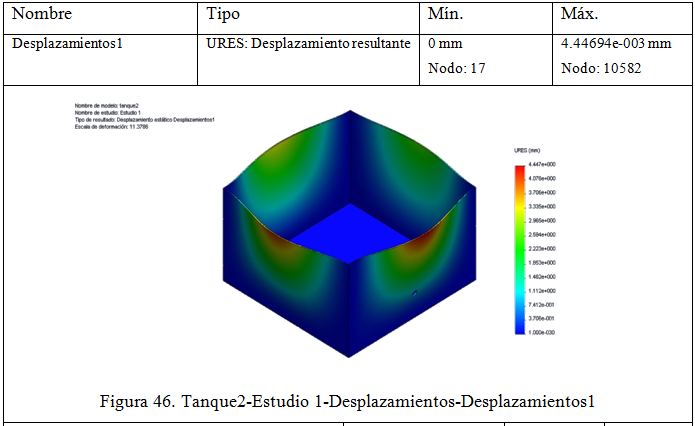 Nombre Tipo Mín. Máx.
Desplazamientos1 URES: Desplazamiento resultante 0 mm 4.44694e-003 mm
Nodo: 17 Nodo: 10582
Nombre de modelo: tanque2
Nombre de estudio: Estudio 1
Tipo de resultado: Desplazamiento estático Desplazamientos1
Escala de deformación: 11.3786
URES (mm)
4.447e+000
4.076e+000
3.706e+000
3.335e+000
2.965e+000
2.594e+000
2.223e+000
1.853e+000
1.482e+000
1.112e+000
7.412e-001
3.706e-001
1.000e-030
Figura 46. Tanque2-Estudio 1-Desplazamientos-Desplazamientos1